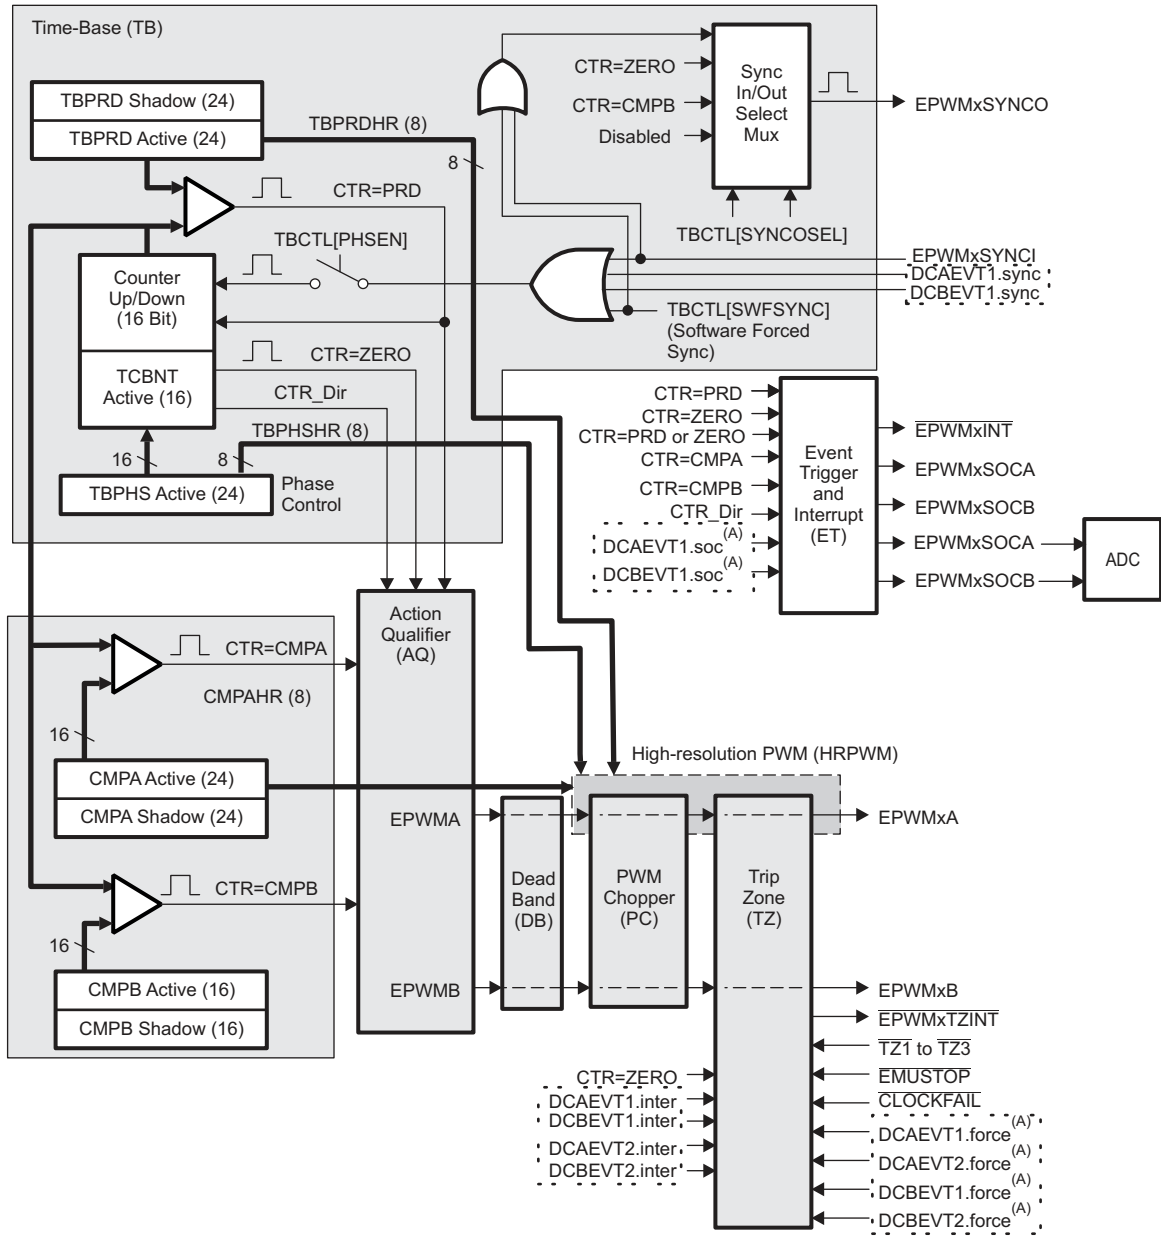 Time-Base (TB)
TBPRD Shadow (24)
TBPRD Active (24)
TBPRDHR (8)
8
CTR=PRD
TBCTL[PHSEN]
Counter
Up/Down
(16 Bit)
TCBNT
Active (16)
CTR=ZERO
CTR_Dir
TBPHSHR (8)
16
8
TBPHS Active (24)
Phase
Control
CTR=ZERO
CTR=CMPB
Disabled
Sync
In/Out
Select
Mux
EPWMxSYNCO
TBCTL[SYNCOSEL]
EPWMxSYNCI
DCAEVT1.sync
DCBEVT1.sync
TBCTL[SWFSYNC]
(Software Forced
Sync)
CTR=PRD
CTR=ZERO
CTR=PRD or ZERO
CTR=CMPA
CTR=CMPB
CTR_Dir
DCAEVT1.soc(A)
DCBEVT1.soc(A)
Event
Trigger
and
Interrupt
(ET)
EPWMxINT
EPWMxSOCA
EPWMxSOCB
EPWMxSOCA
EPWMxSOCB
ADC
Action
Qualifier
(AQ)
CTR=CMPA
CMPAHR (8)
16
CMPA Active (24)
CMPA Shadow (24)
CTR=CMPB
16
CMPB Active (16)
CMPB Shadow (16)
EPWMA
EPWMB
High-resolution PWM (HRPWM)
Dead
Band
(DB)
PWM
Chopper
(PC)
Trip
Zone
(TZ)
EPWMxA
EPWMxB
EPWMxTZINT
TZ1 to TZ3
EMUSTOP
CLOCKFAIL
DCAEVT1.force(A)
DCAEVT2.force(A)
DCBEVT1.force(A)
DCBEVT2.force(A)
CTR=ZERO
DCAEVT1.inter
DCBEVT1.inter
DCAEVT2.inter
DCBEVT2.inter